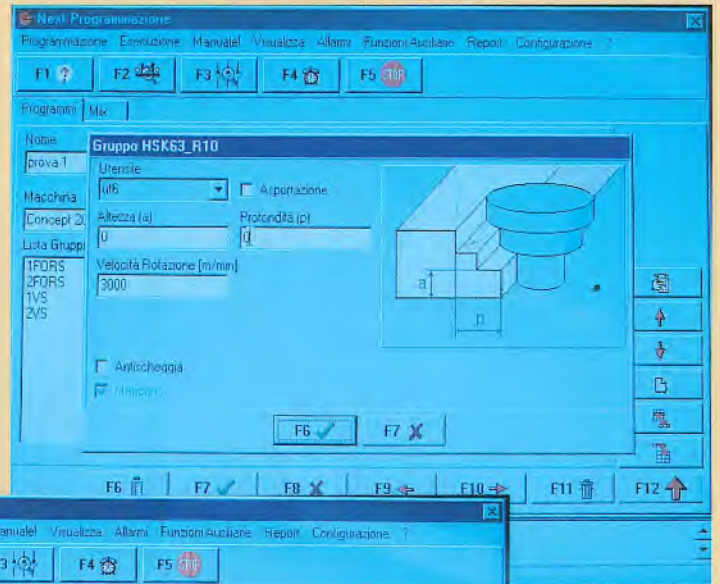 Next Programmazione
Programmazione Esecuzione Manuale! Visualizza Allarmi Funzioni Ausiliarie Report Configurazione ?
F1 ? F2 F3 F4 F5 STOP
Programmi Mix
Nome
prova 1
Gruppo HSK63_R10
Utensile
ut6
Asportazione
Macchina
Concept 20
Altezza (a) Profondità (p)
0 0
Lista Gruppi
1FORS
2FORS
1VS
2VS
Velocità Rotazione [m/min]
3000
a
p
Antischeggia
F6 F7
F6 F7 F8 F9 F10 F11 F12
anuale! Visualizza Allarmi Funzioni Ausiliarie Report Configurazione ?
3 F4 F5 STOP